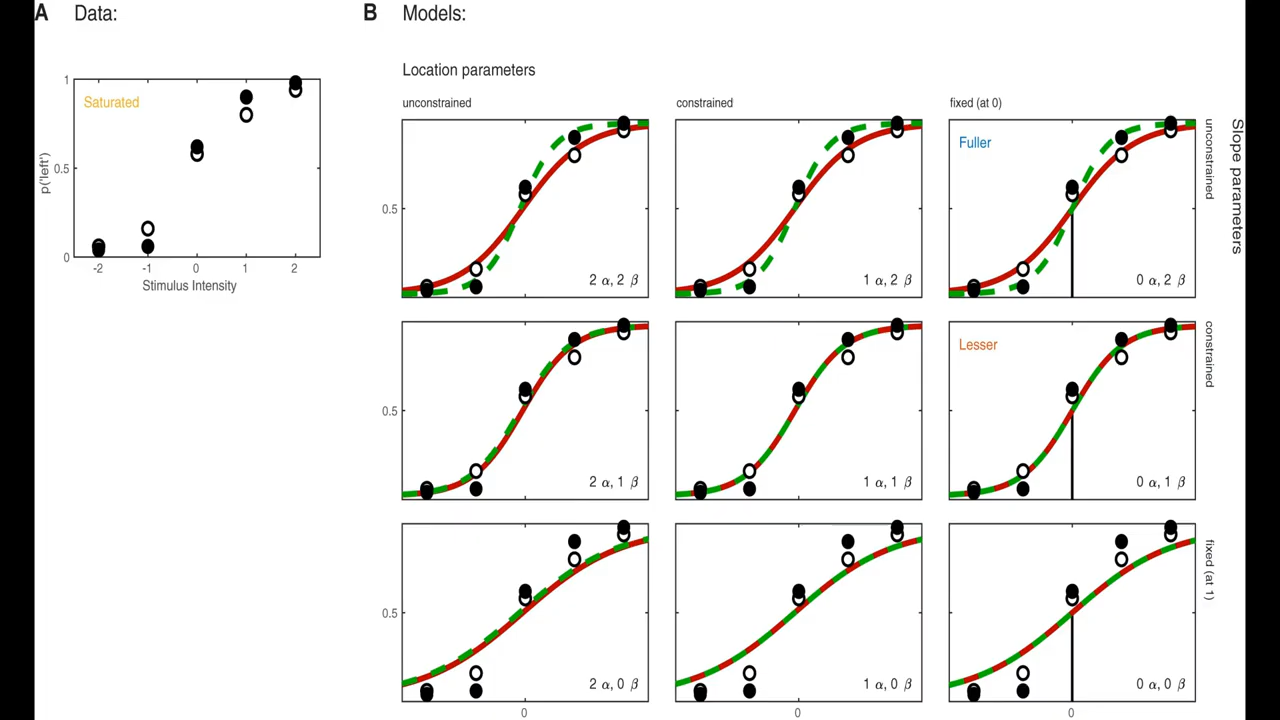 A Data:
B Models:
Location parameters
unconstrained
constrained
fixed (at 0)
Slope parameters
unconstrained
constrained
fixed (at 1)
1
Saturated
0.5
0
p('left')
-2 -1 0 1 2
Stimulus Intensity
0.5
2 α, 2 β
1 α, 2 β
Fuller
0 α, 2 β
0.5
2 α, 1 β
1 α, 1 β
Lesser
0 α, 1 β
0.5
2 α, 0 β
1 α, 0 β
0 α, 0 β
0 0 0